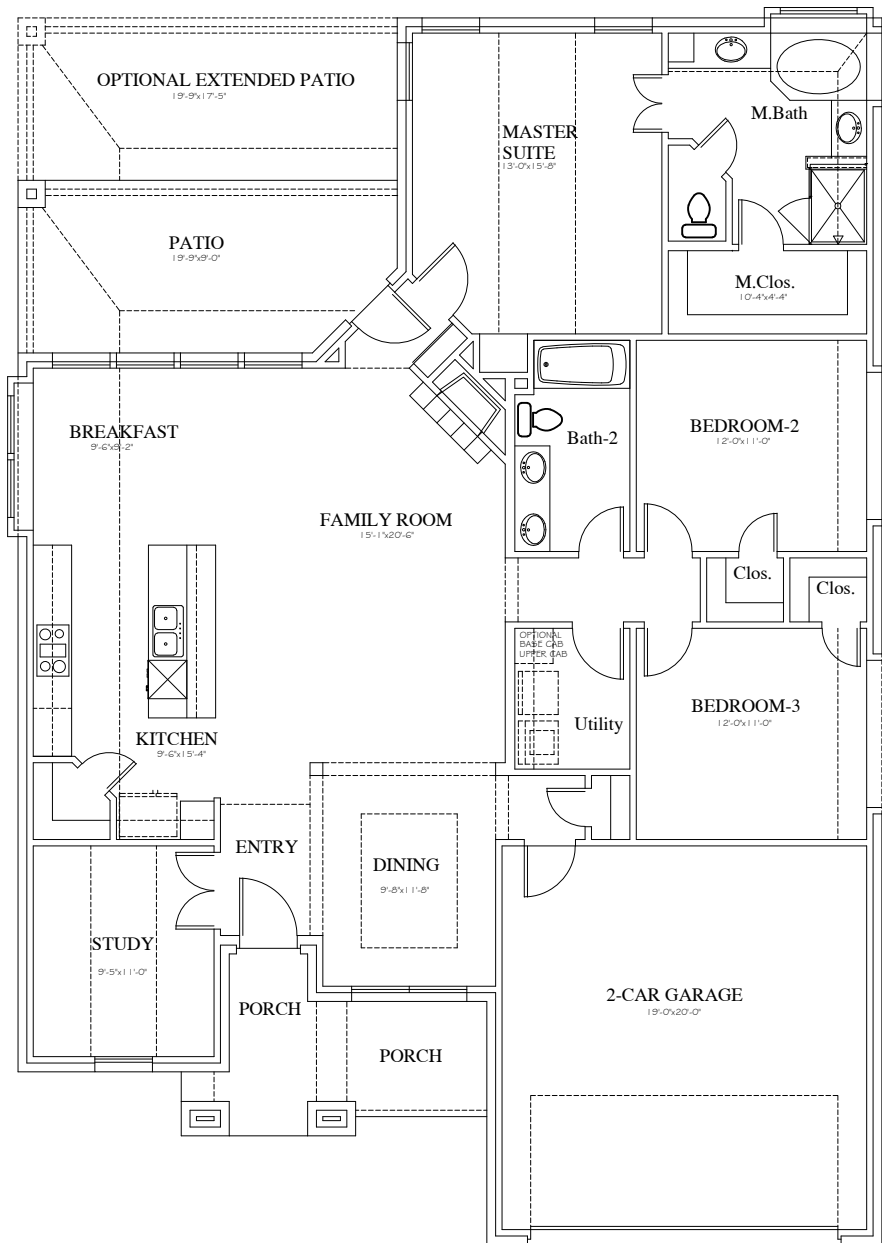 OPTIONAL EXTENDED PATIO
19'-9"x17'-5"
M.Bath
MASTER
SUITE
13'-0"x15'-8"
PATIO
19'-9"x9'-0"
M.Clos.
10'-4"x4'-4"
BREAKFAST
9'-6"x9'-2"
Bath-2
BEDROOM-2
12'-0"x11'-0"
FAMILY ROOM
15'-1"x20'-6"
Clos.
Clos.
OPTIONAL
BASE CAB
UPPER CAB
Utility
BEDROOM-3
12'-0"x11'-0"
KITCHEN
9'-6"x15'-4"
ENTRY
DINING
9'-8"x11'-8"
STUDY
9'-5"x11'-0"
PORCH
2-CAR GARAGE
19'-0"x20'-0"
PORCH